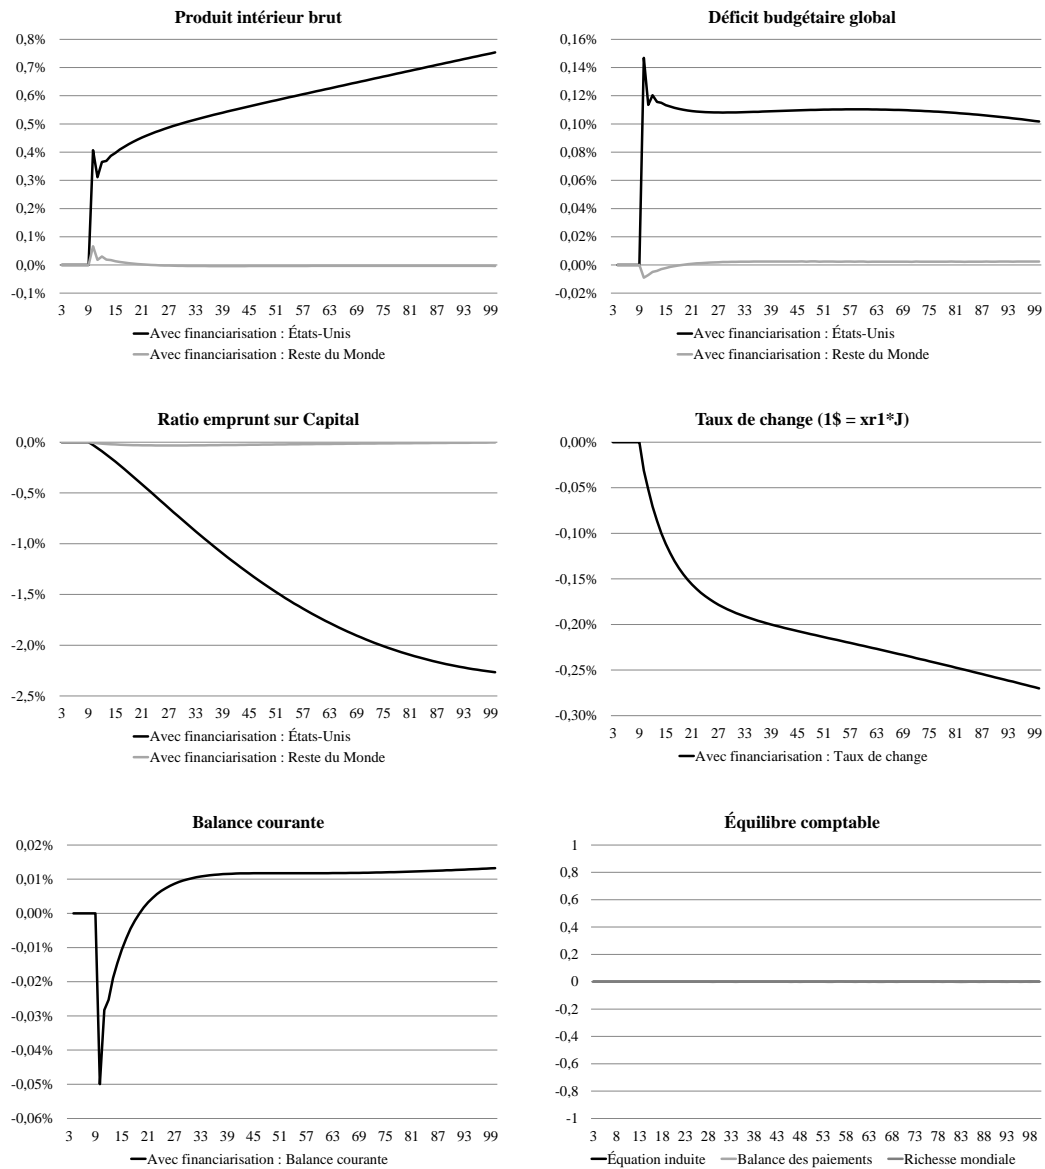 Produit intérieur brut
0,8%
0,7%
0,6%
0,5%
0,4%
0,3%
0,2%
0,1%
0,0%
-0,1%
3 9 15 21 27 33 39 45 51 57 63 69 75 81 87 93 99
Avec financiarisation : États-Unis
Avec financiarisation : Reste du Monde
Déficit budgétaire global
0,16%
0,14%
0,12%
0,10%
0,08%
0,06%
0,04%
0,02%
0,00%
-0,02%
3 9 15 21 27 33 39 45 51 57 63 69 75 81 87 93 99
Avec financiarisation : États-Unis
Avec financiarisation : Reste du Monde
Ratio emprunt sur Capital
0,0%
-0,5%
-1,0%
-1,5%
-2,0%
-2,5%
3 9 15 21 27 33 39 45 51 57 63 69 75 81 87 93 99
Avec financiarisation : États-Unis
Avec financiarisation : Reste du Monde
Taux de change (1$ = xr1*J)
0,00%
-0,05%
-0,10%
-0,15%
-0,20%
-0,25%
-0,30%
3 9 15 21 27 33 39 45 51 57 63 69 75 81 87 93 99
Avec financiarisation : Taux de change
Balance courante
0,02%
0,01%
0,00%
-0,01%
-0,02%
-0,03%
-0,04%
-0,05%
-0,06%
3 9 15 21 27 33 39 45 51 57 63 69 75 81 87 93 99
Avec financiarisation : Balance courante
Équilibre comptable
1
0,8
0,6
0,4
0,2
0
-0,2
-0,4
-0,6
-0,8
-1
3 8 13 18 23 28 33 38 43 48 53 58 63 68 73 78 83 88 93 98
Équation induite Balance des paiements Richesse mondiale